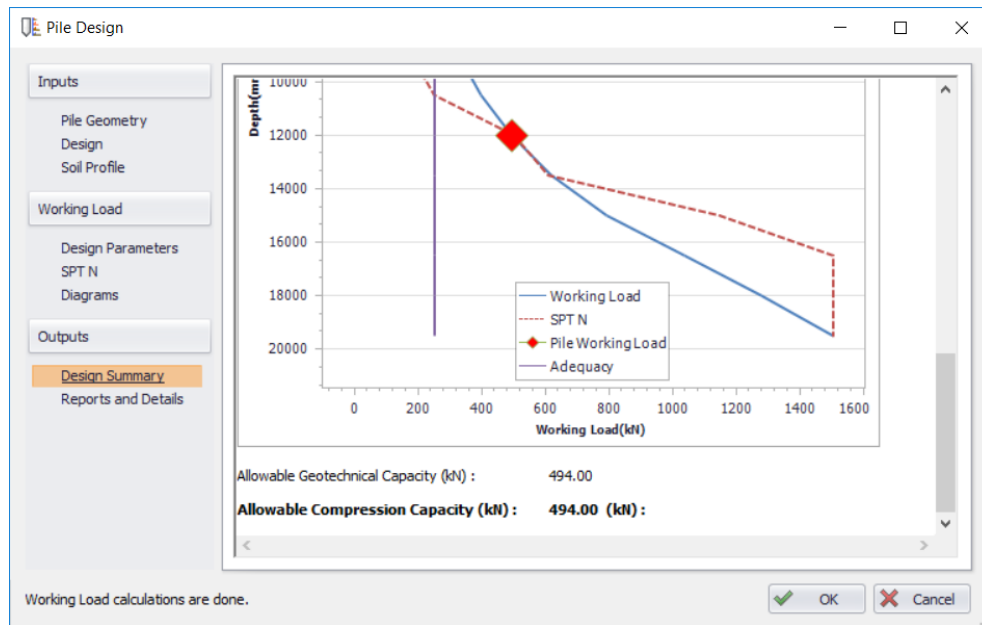 Pile Design
Inputs
Pile Geometry
Design
Soil Profile
Working Load
Design Parameters
SPT N
Diagrams
Outputs
Design Summary
Reports and Details
10000
12000
14000
16000
18000
20000
Working Load
SPT N
Pile Working Load
Adequacy
0 200 400 600 800 1000 1200 1400 1600
Working Load(kN)
Allowable Geotechnical Capacity (kN) : 494.00
Allowable Compression Capacity (kN) : 494.00 (kN) :
Working Load calculations are done.
OK
Cancel